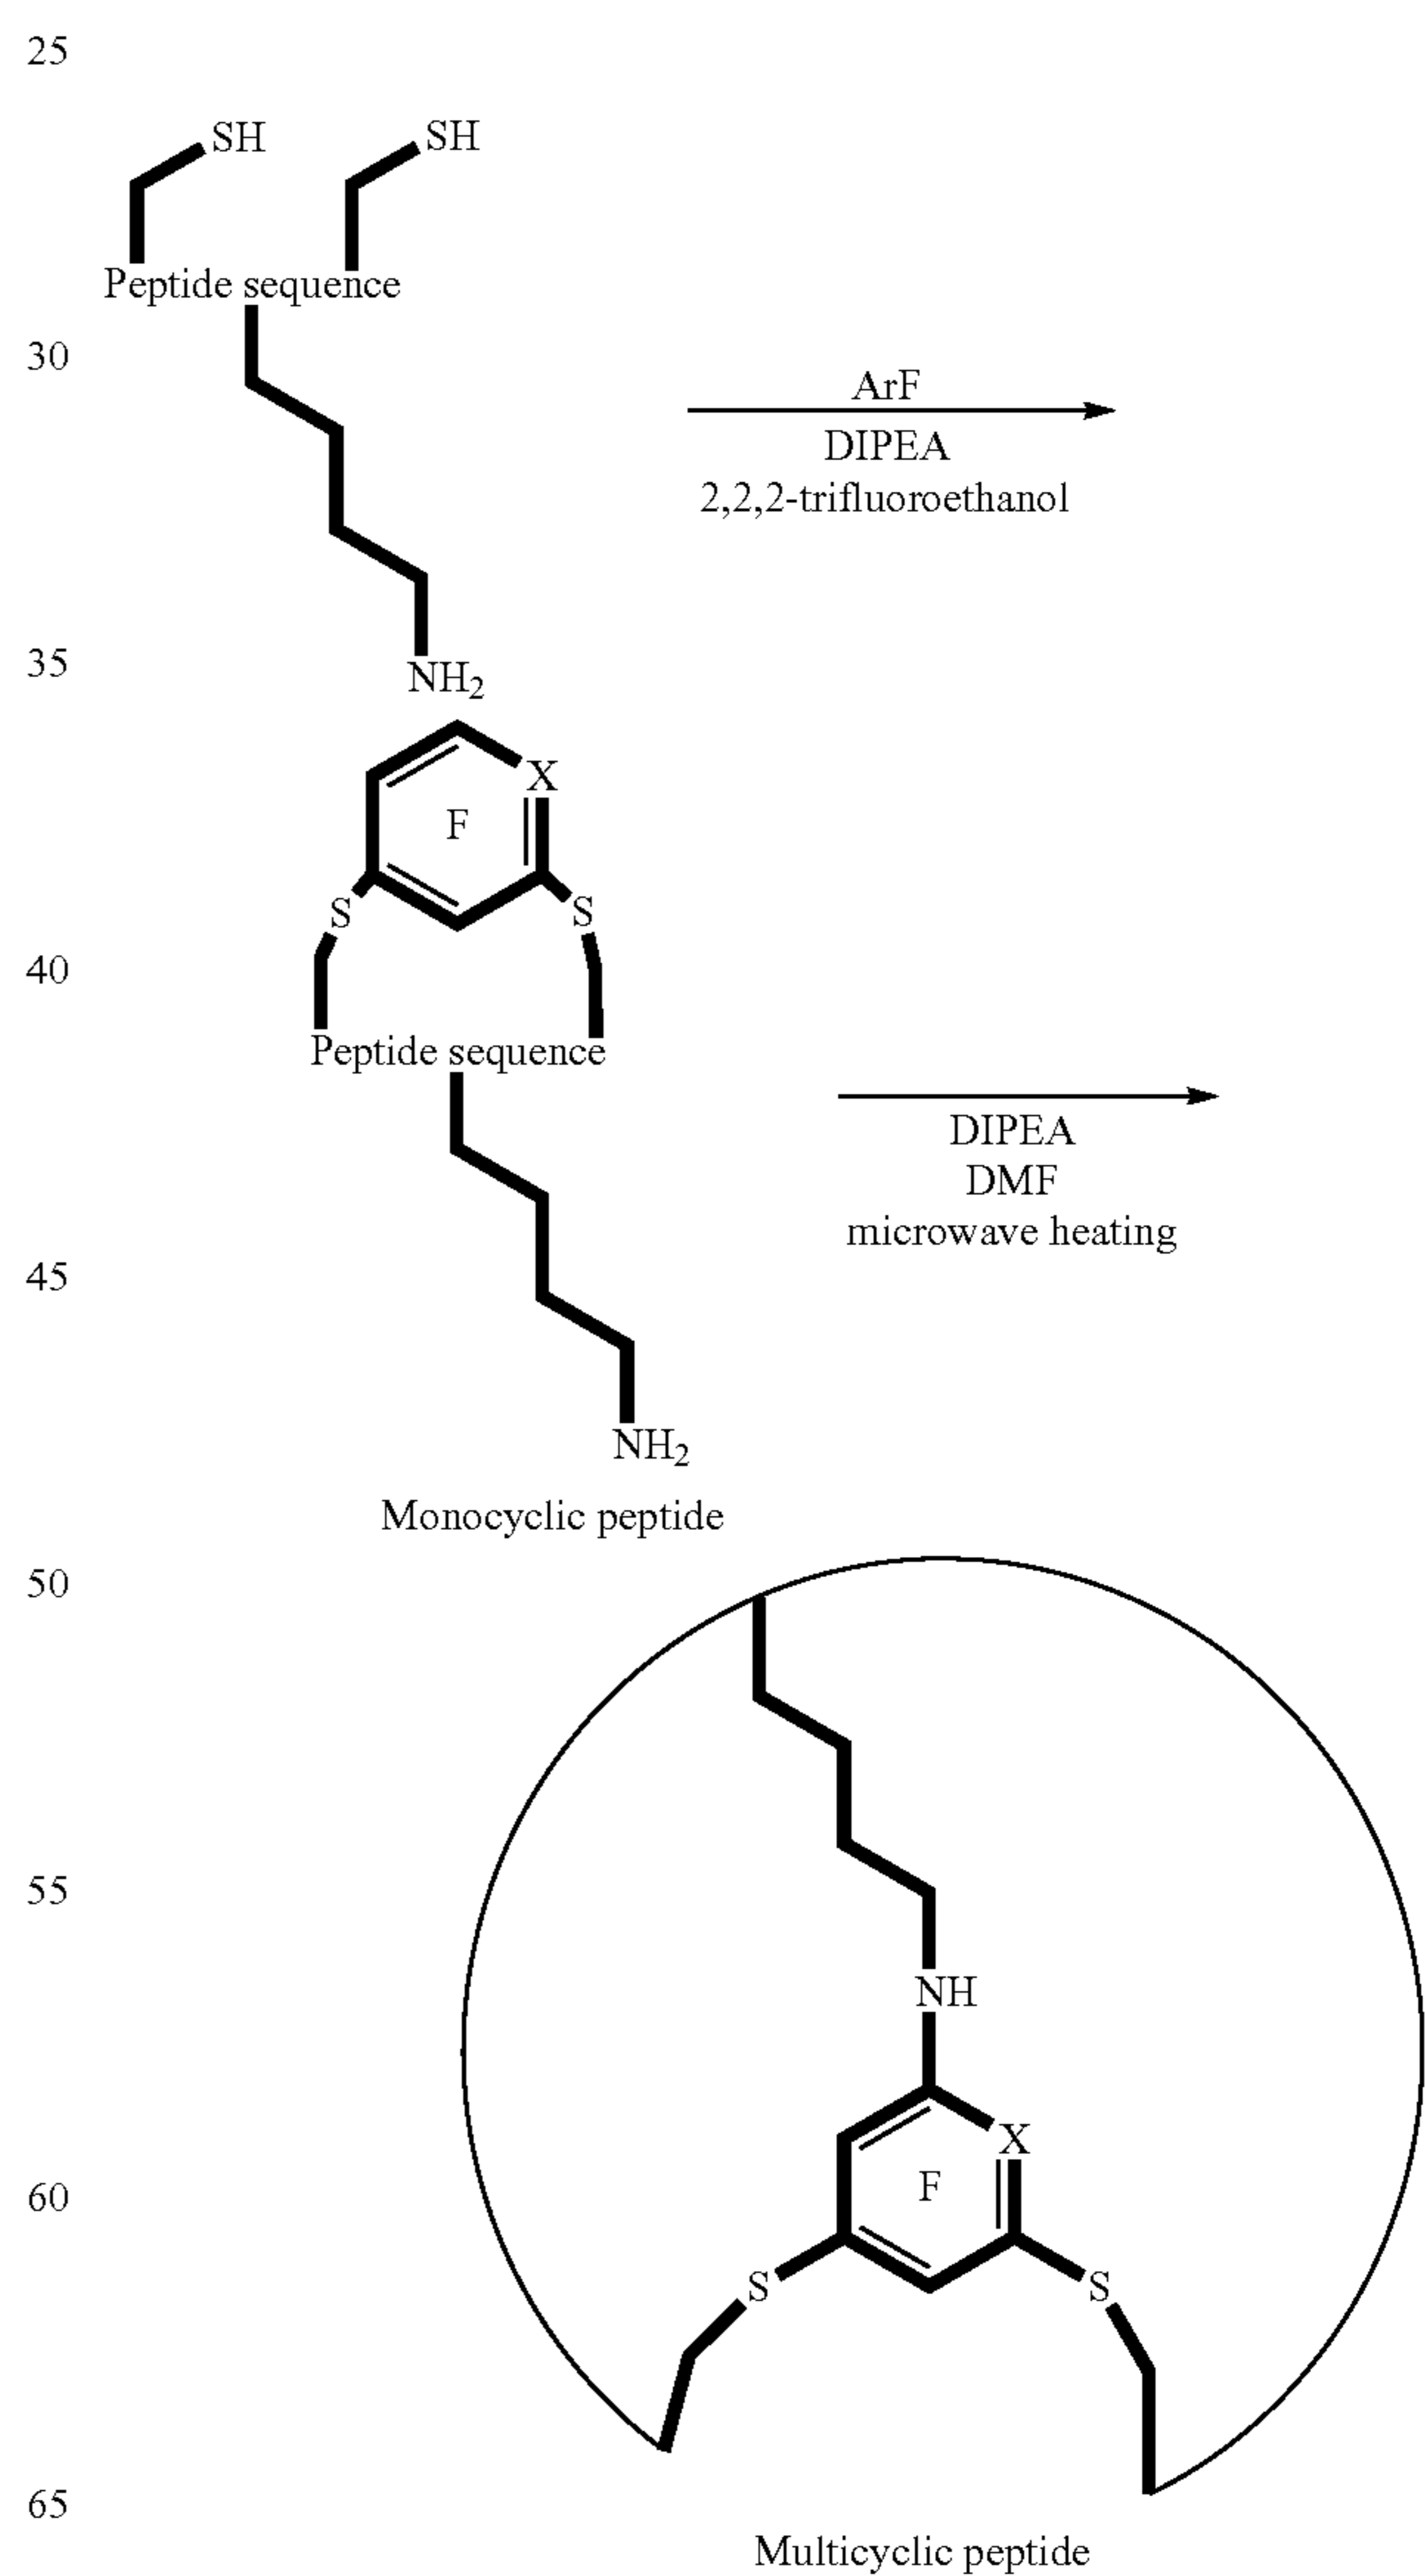 25
SH SH
Peptide sequence
30
ArF
DIPEA
2,2,2-trifluoroethanol
35
NH2
X
F
S S
40
Peptide sequence
DIPEA
DMF
microwave heating
45
NH2
Monocyclic peptide
50
55
NH
X
60
F
S S
65
Multicyclic peptide